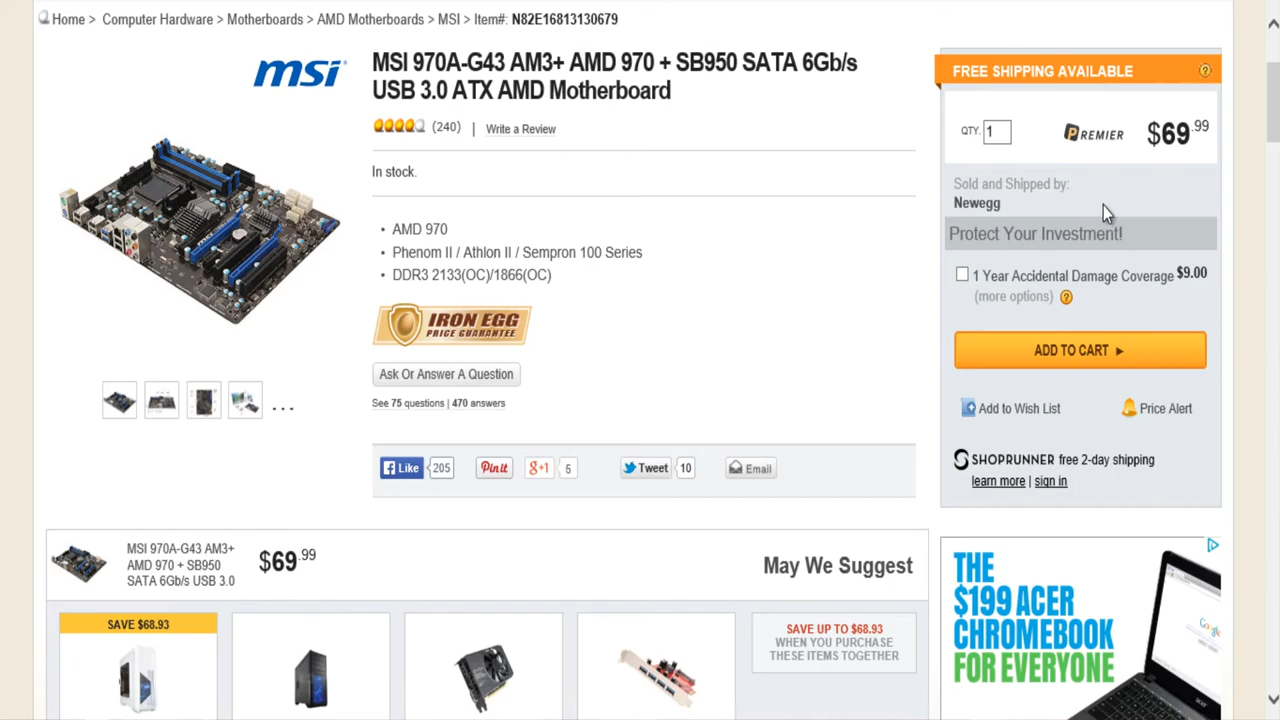 Home > Computer Hardware > Motherboards > AMD Motherboards > MSI > Item#: N82E16813130679
msi
MSI 970A-G43 AM3+ AMD 970 + SB950 SATA 6Gb/s
USB 3.0 ATX AMD Motherboard
(240) | Write a Review
In stock.
• AMD 970
• Phenom II / Athlon II / Sempron 100 Series
• DDR3 2133(OC)/1866(OC)
IRON EGG
PRICE GUARANTEE
Ask Or Answer A Question
See 75 questions | 470 answers
Like 205 Pin it g+1 5 Tweet 10 Email
FREE SHIPPING AVAILABLE ?
QTY. 1 PREMIER $69.99
Sold and Shipped by:
Newegg
Protect Your Investment!
1 Year Accidental Damage Coverage $9.00
(more options) ?
ADD TO CART ►
Add to Wish List Price Alert
SHOPRUNNER free 2-day shipping
learn more | sign in
MSI 970A-G43 AM3+
AMD 970 + SB950
SATA 6Gb/s USB 3.0
$69.99
May We Suggest
SAVE $68.93
SAVE UP TO $68.93
WHEN YOU PURCHASE
THESE ITEMS TOGETHER
THE
$199 ACER
CHROMEBOOK
FOR EVERYONE